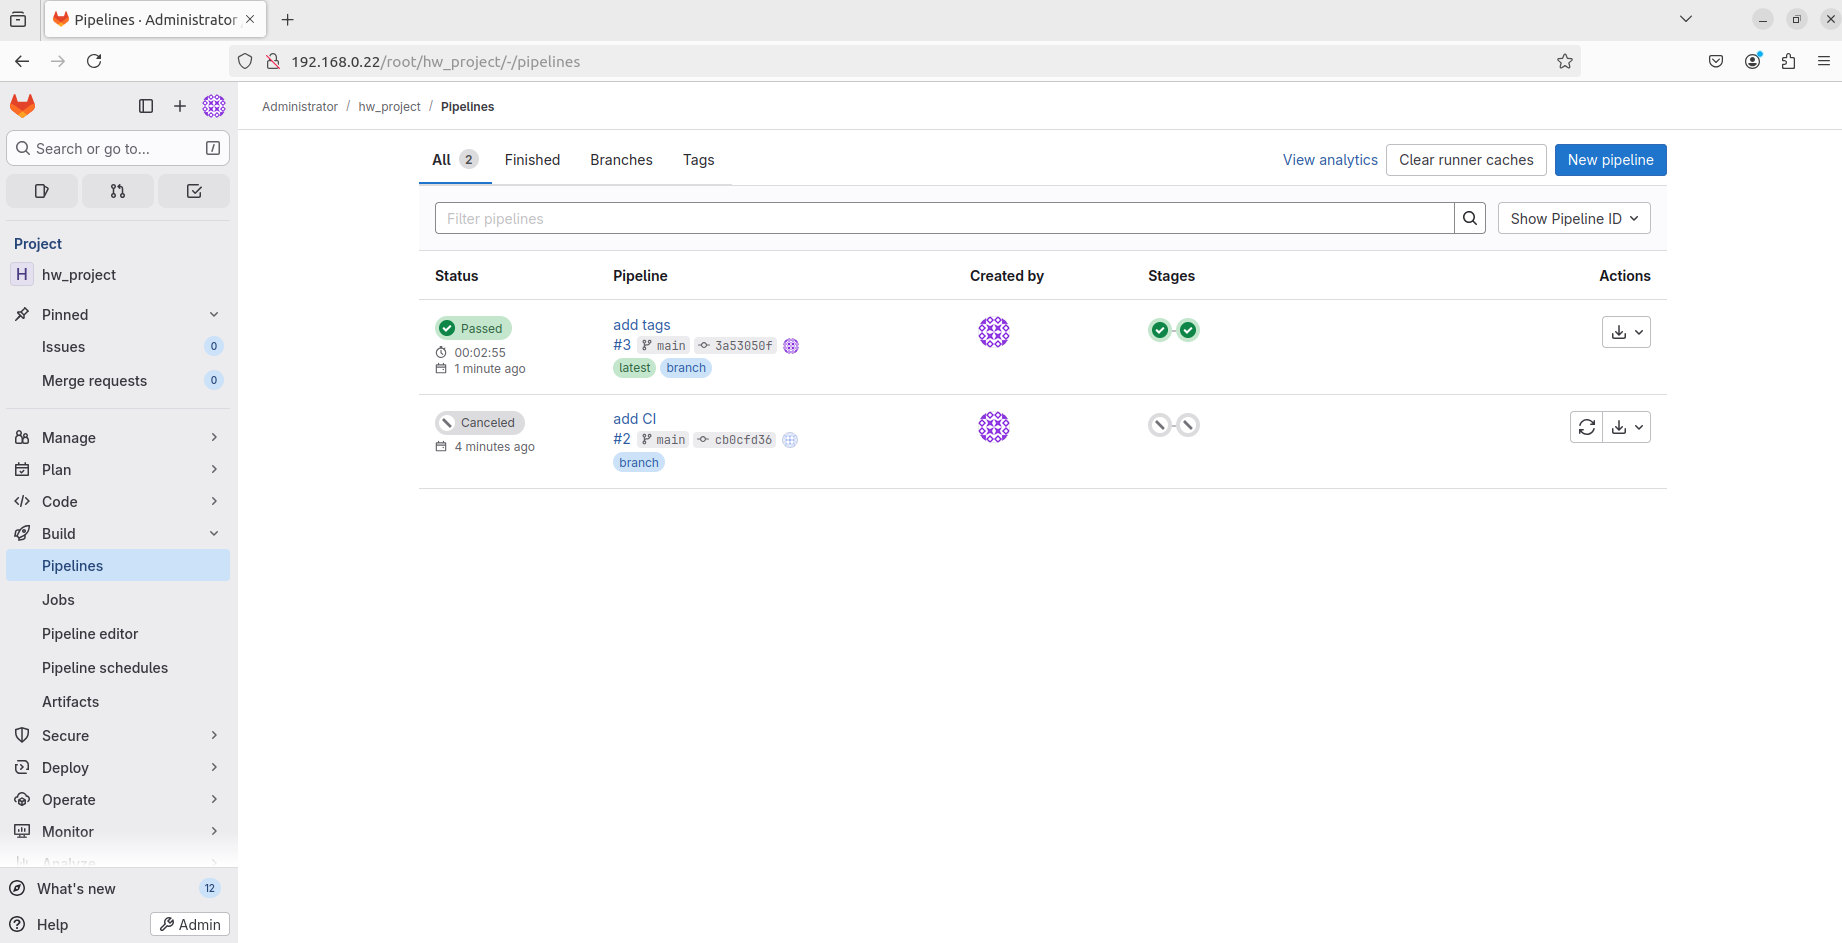 Pipelines · Administrator
192.168.0.22/root/hw_project/-/pipelines
Administrator / hw_project / Pipelines
Search or go to... /
Project
H hw_project
Pinned
Issues 0
Merge requests 0
Manage
Plan
Code
Build
Pipelines
Jobs
Pipeline editor
Pipeline schedules
Artifacts
Secure
Deploy
Operate
Monitor
Analyze
What's new 12
Help Admin
All 2 Finished Branches Tags View analytics Clear runner caches New pipeline
Filter pipelines Show Pipeline ID
Status Pipeline Created by Stages Actions
Passed add tags
#3 main 3a53050f
00:02:55
1 minute ago latest branch
Canceled add CI
#2 main cb0cfd36
4 minutes ago
branch